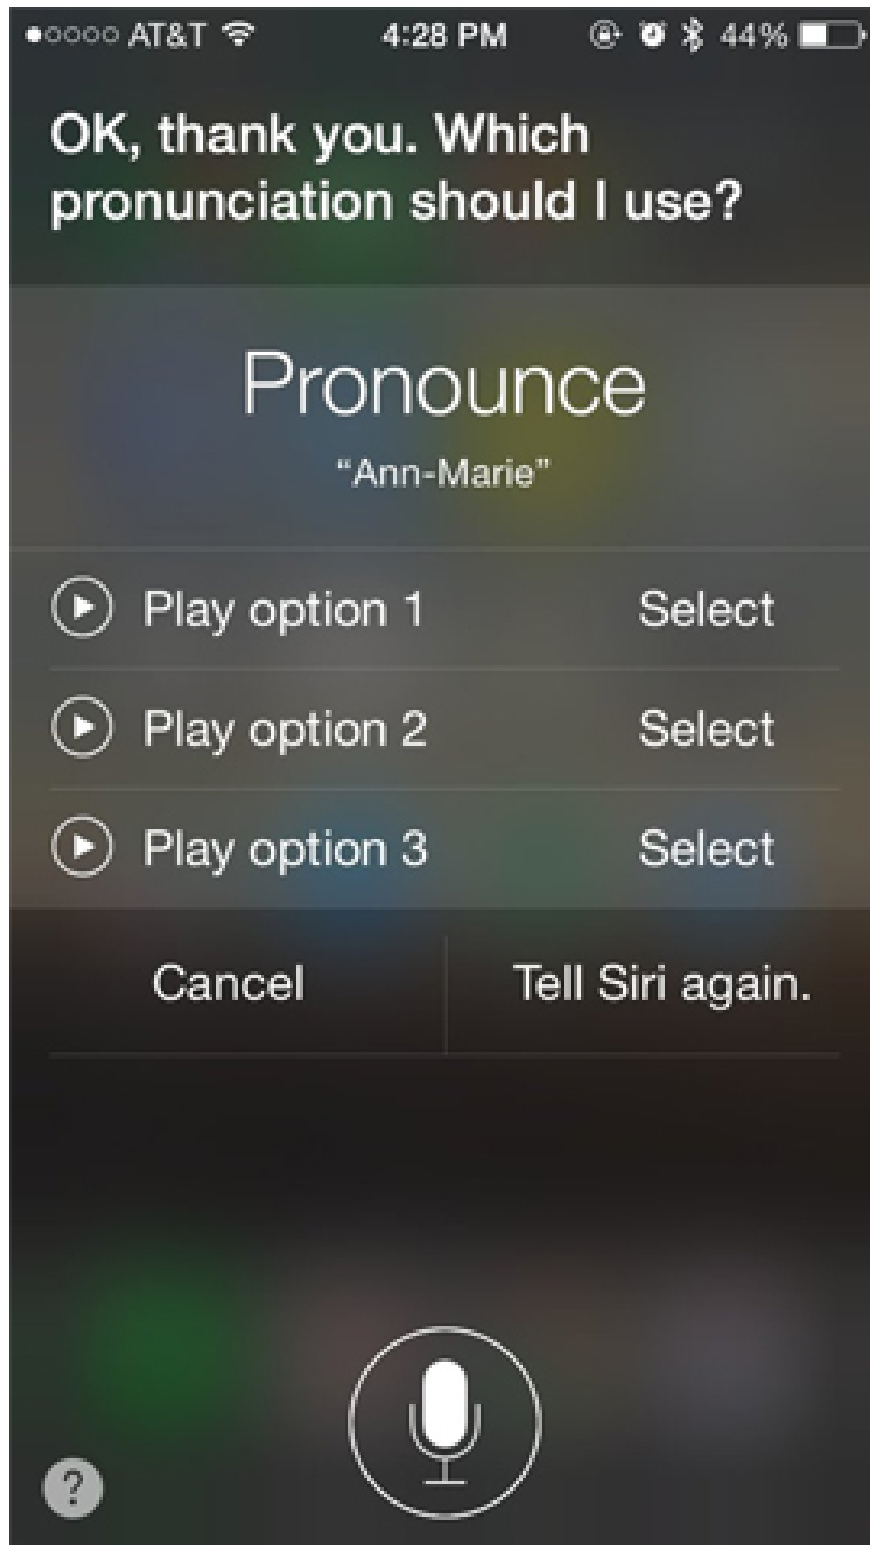 AT&T 4:28 PM 44%
OK, thank you. Which
pronunciation should I use?
Pronounce
“Ann-Marie”
Play option 1 Select
Play option 2 Select
Play option 3 Select
Cancel Tell Siri again.
?